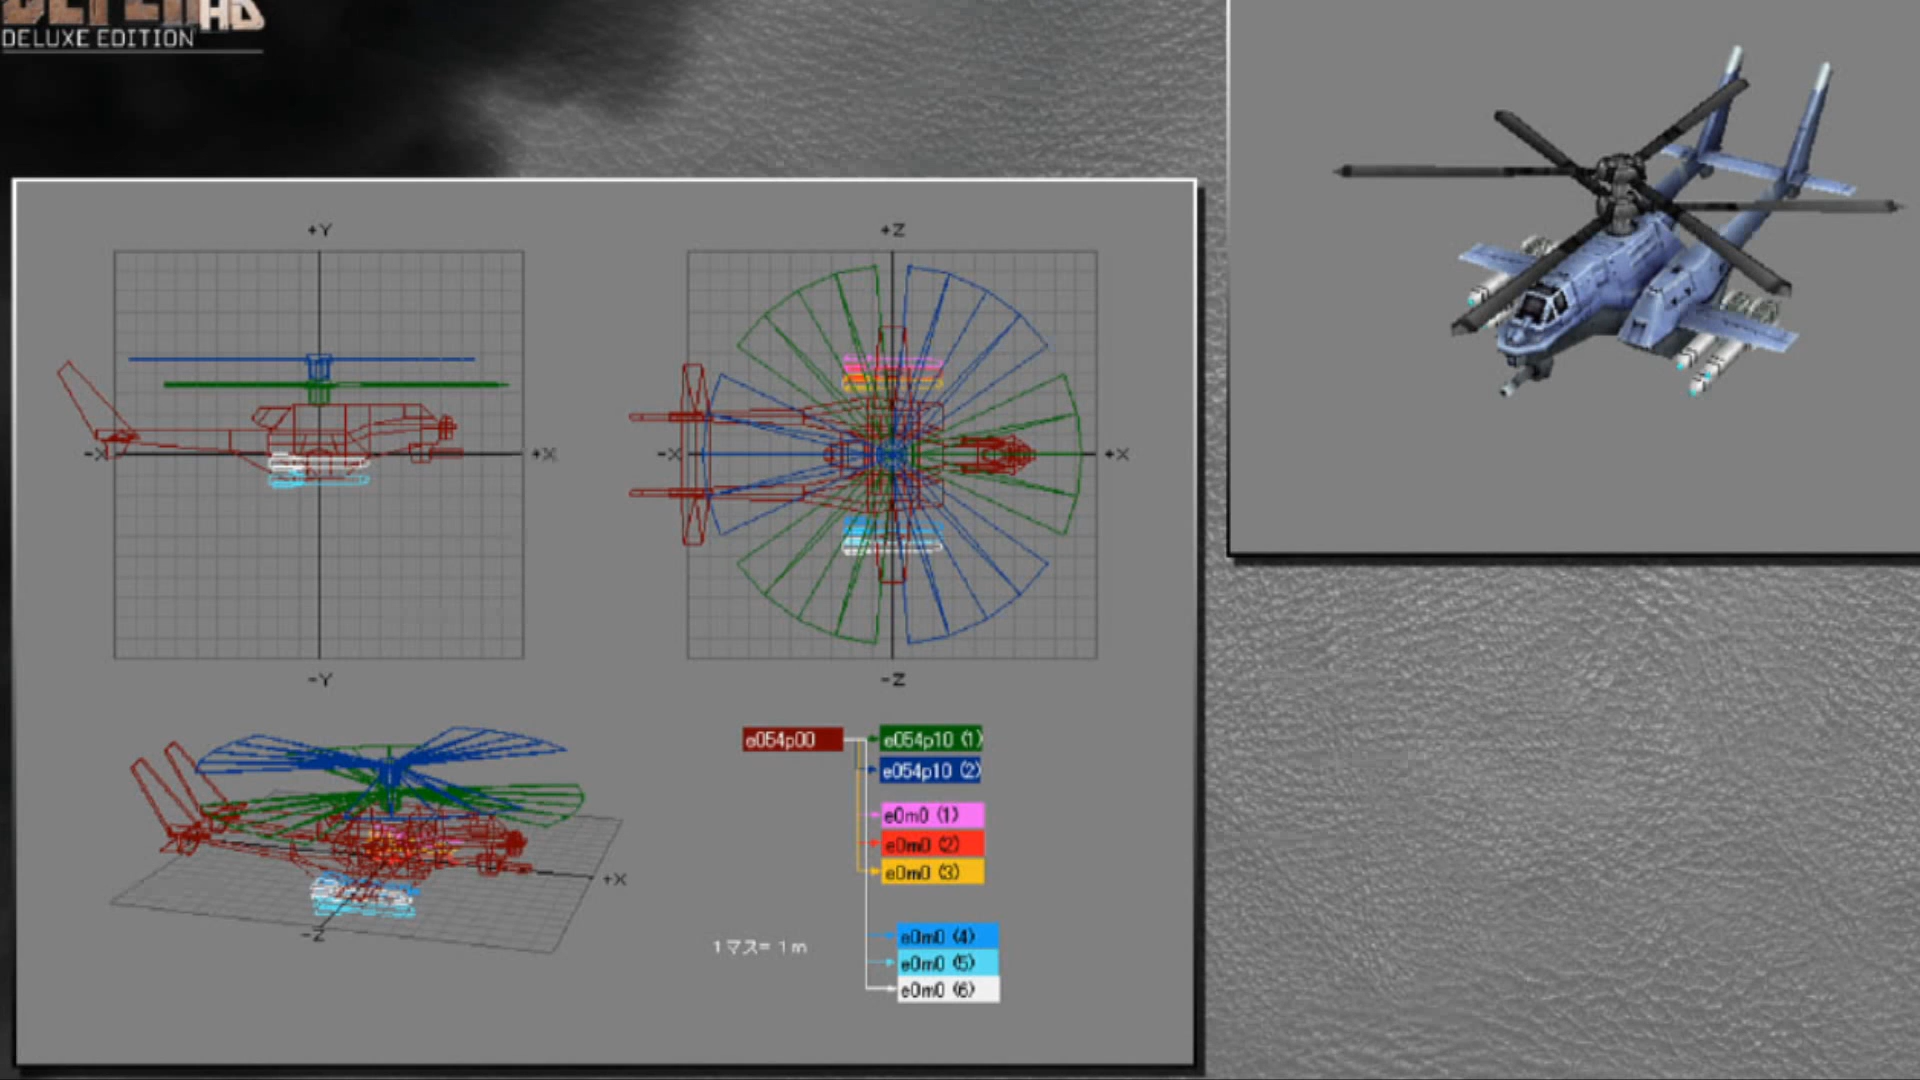 HD
DELUXE EDITION
+Y
-X
+X
-Y
+Z
-X
+X
-Z
+X
-Z
e054p00
e054p10 (1)
e054p10 (2)
e0m0 (1)
e0m0 (2)
e0m0 (3)
e0m0 (4)
e0m0 (5)
e0m0 (6)
1マス= 1m